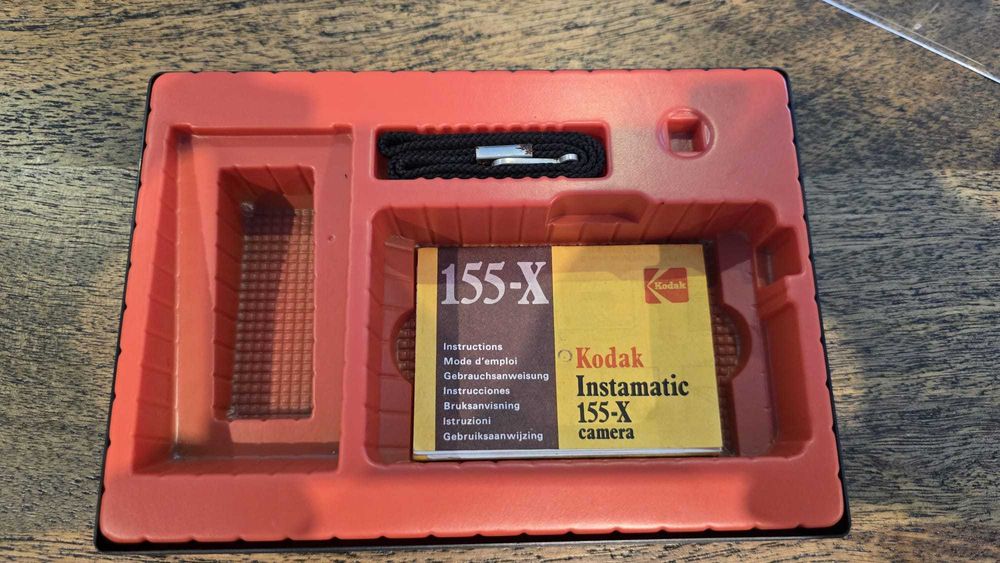 155-X
Instructions
Mode d'emploi
Gebrauchsanweisung
Instrucciones
Bruksanvisning
Istruzioni
Gebruiksaanwijzing
Kodak
Kodak
Instamatic
155-X
camera